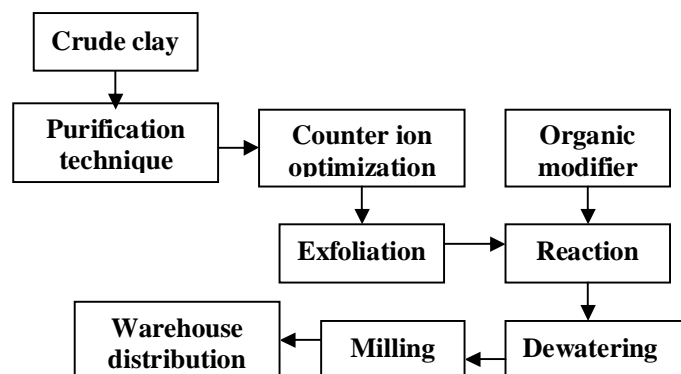 Crude clay
Purification
technique
Counter ion
optimization
Organic
modifier
Exfoliation
Reaction
Warehouse
distribution
Milling
Dewatering